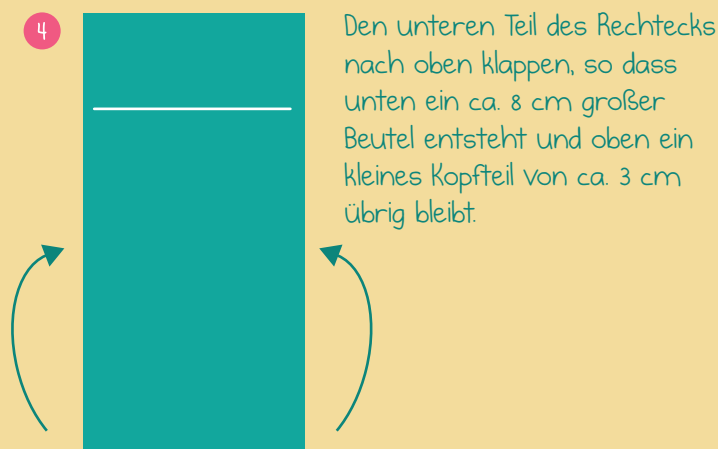 4
Den unteren Teil des Rechtecks
nach oben klappen, so dass
unten ein ca. 8 cm großer
Beutel entsteht und oben ein
kleines Kopfteil von ca. 3 cm
übrig bleibt.